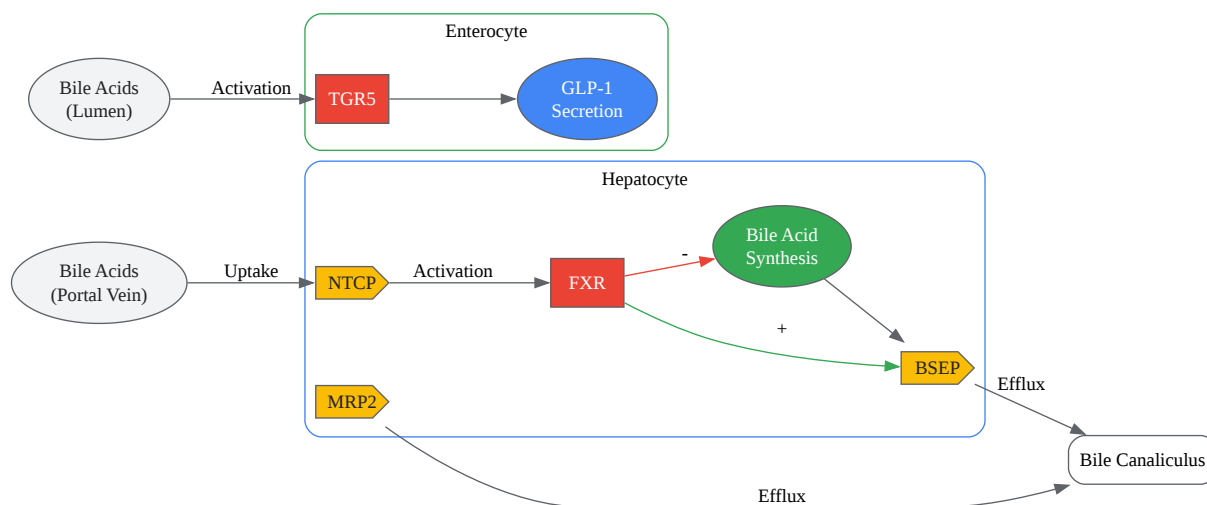 Enterocyte
Bile Acids
(Lumen)
Activation
TGR5
GLP-1
Secretion
Hepatocyte
Bile Acids
(Portal Vein)
Uptake
NTCP
Activation
FXR
-
Bile Acid
Synthesis
+
BSEP
MRP2
Efflux
Bile Canaliculus
Efflux